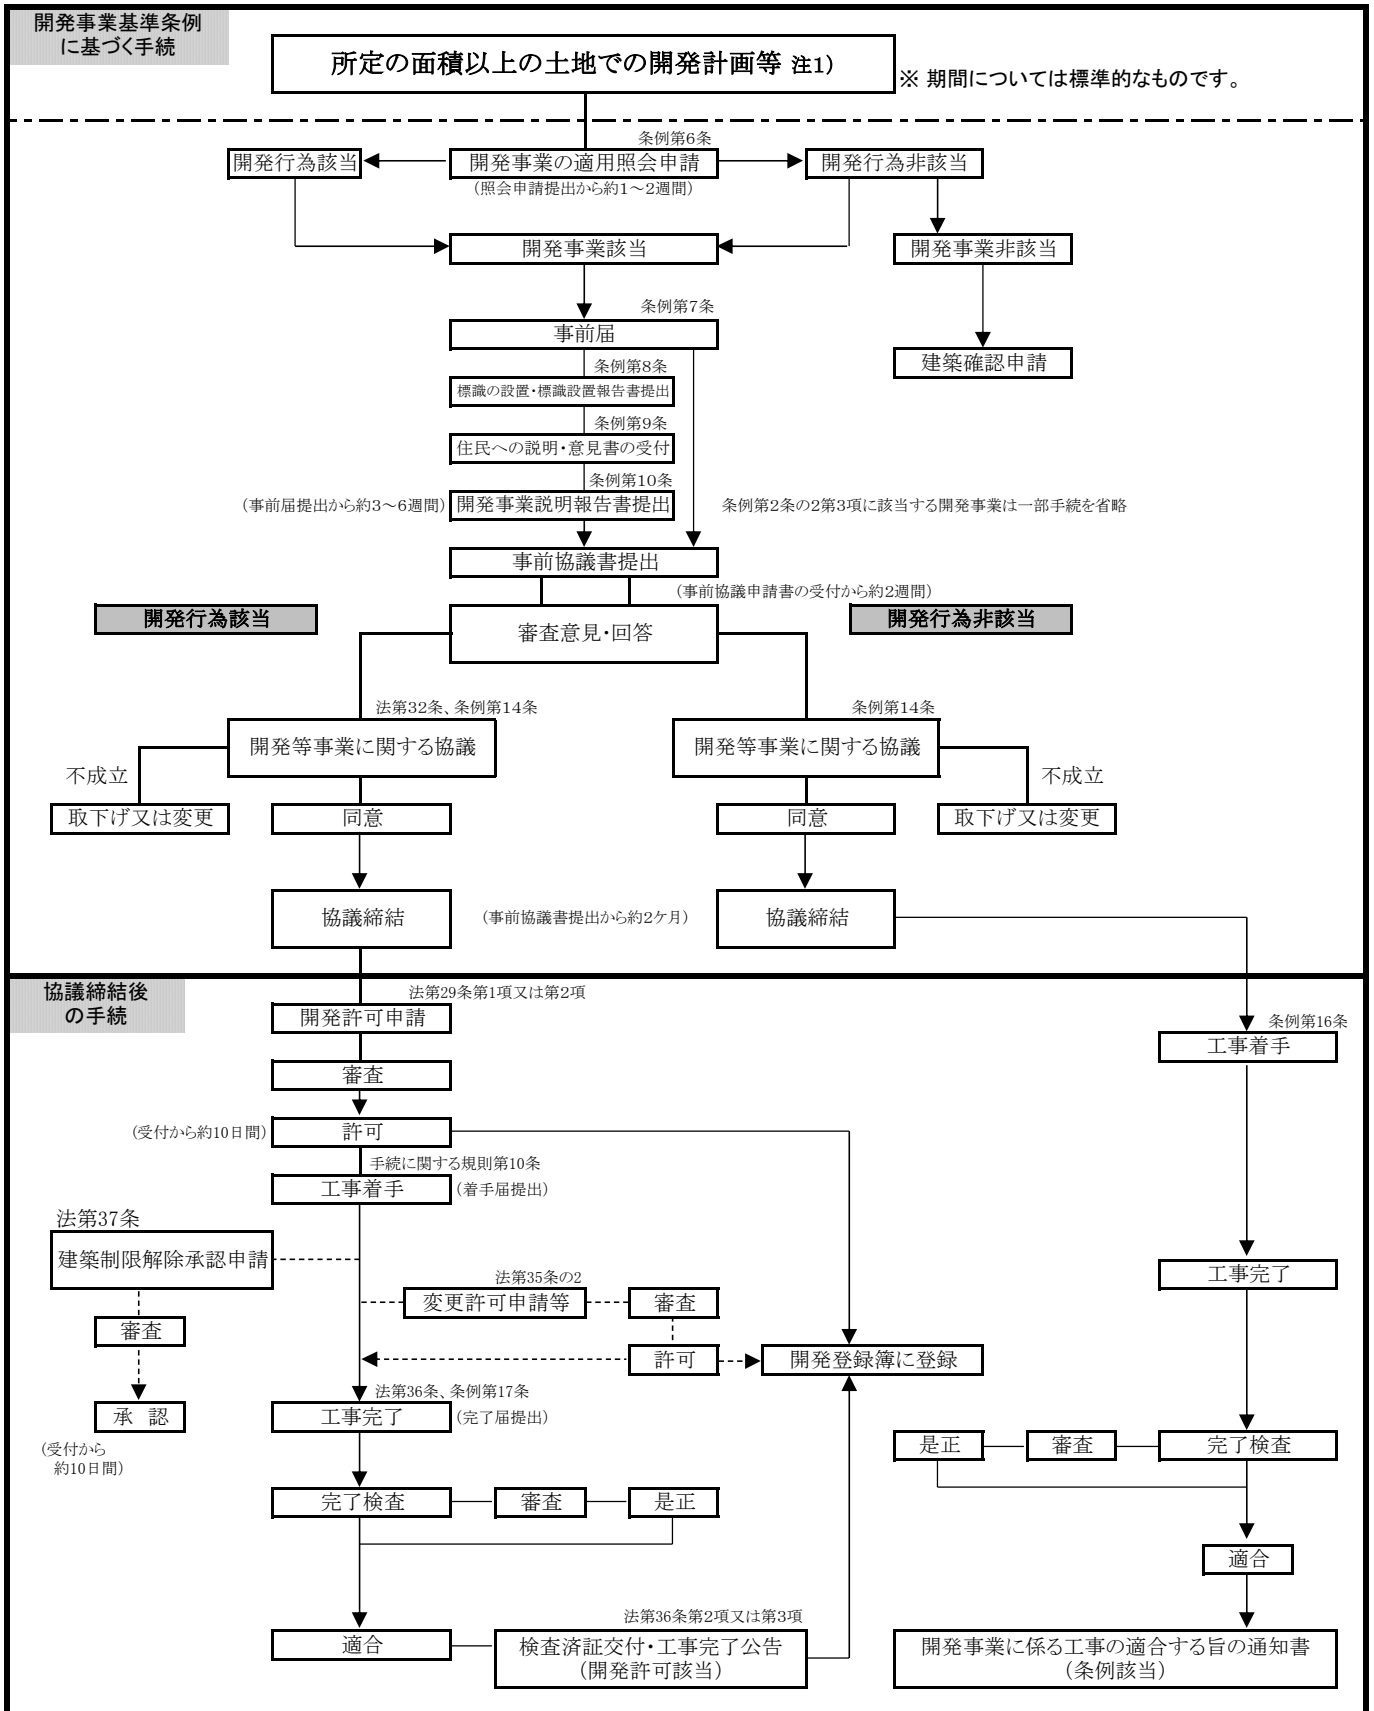 開発事業基準条例
に基づく手続
所定の面積以上の土地での開発計画等 注1)
※ 期間については標準的なものです。
条例第6条
開発行為該当
開発事業の適用照会申請
開発行為非該当
(照会申請提出から約1～2週間)
開発事業該当
開発事業非該当
条例第7条
事前届
建築確認申請
条例第8条
標識の設置・標識設置報告書提出
条例第9条
住民への説明・意見書の受付
条例第10条
(事前届提出から約3～6週間)
開発事業説明報告書提出
条例第2条の2第3項に該当する開発事業は一部手続を省略
事前協議書提出
(事前協議申請書の受付から約2週間)
開発行為該当
開発行為非該当
審査意見・回答
法第32条、条例第14条
条例第14条
開発等事業に関する協議
開発等事業に関する協議
不成立
不成立
取下げ又は変更
同意
同意
取下げ又は変更
協議締結
(事前協議書提出から約2ケ月)
協議締結
協議締結後
の手続
法第29条第1項又は第2項
開発許可申請
条例第16条
工事着手
審査
(受付から約10日間)
許可
手続に関する規則第10条
工事着手
(着手届提出)
法第37条
建築制限解除承認申請
工事完了
法第35条の2
変更許可申請等
審査
審査
許可
開発登録簿に登録
法第36条、条例第17条
承 認
工事完了
(完了届提出)
(受付から
約10日間)
是正
審査
完了検査
完了検査
審査
是正
適合
法第36条第2項又は第3項
適合
検査済証交付・工事完了公告
(開発許可該当)
開発事業に係る工事の適合する旨の通知書
(条例該当)